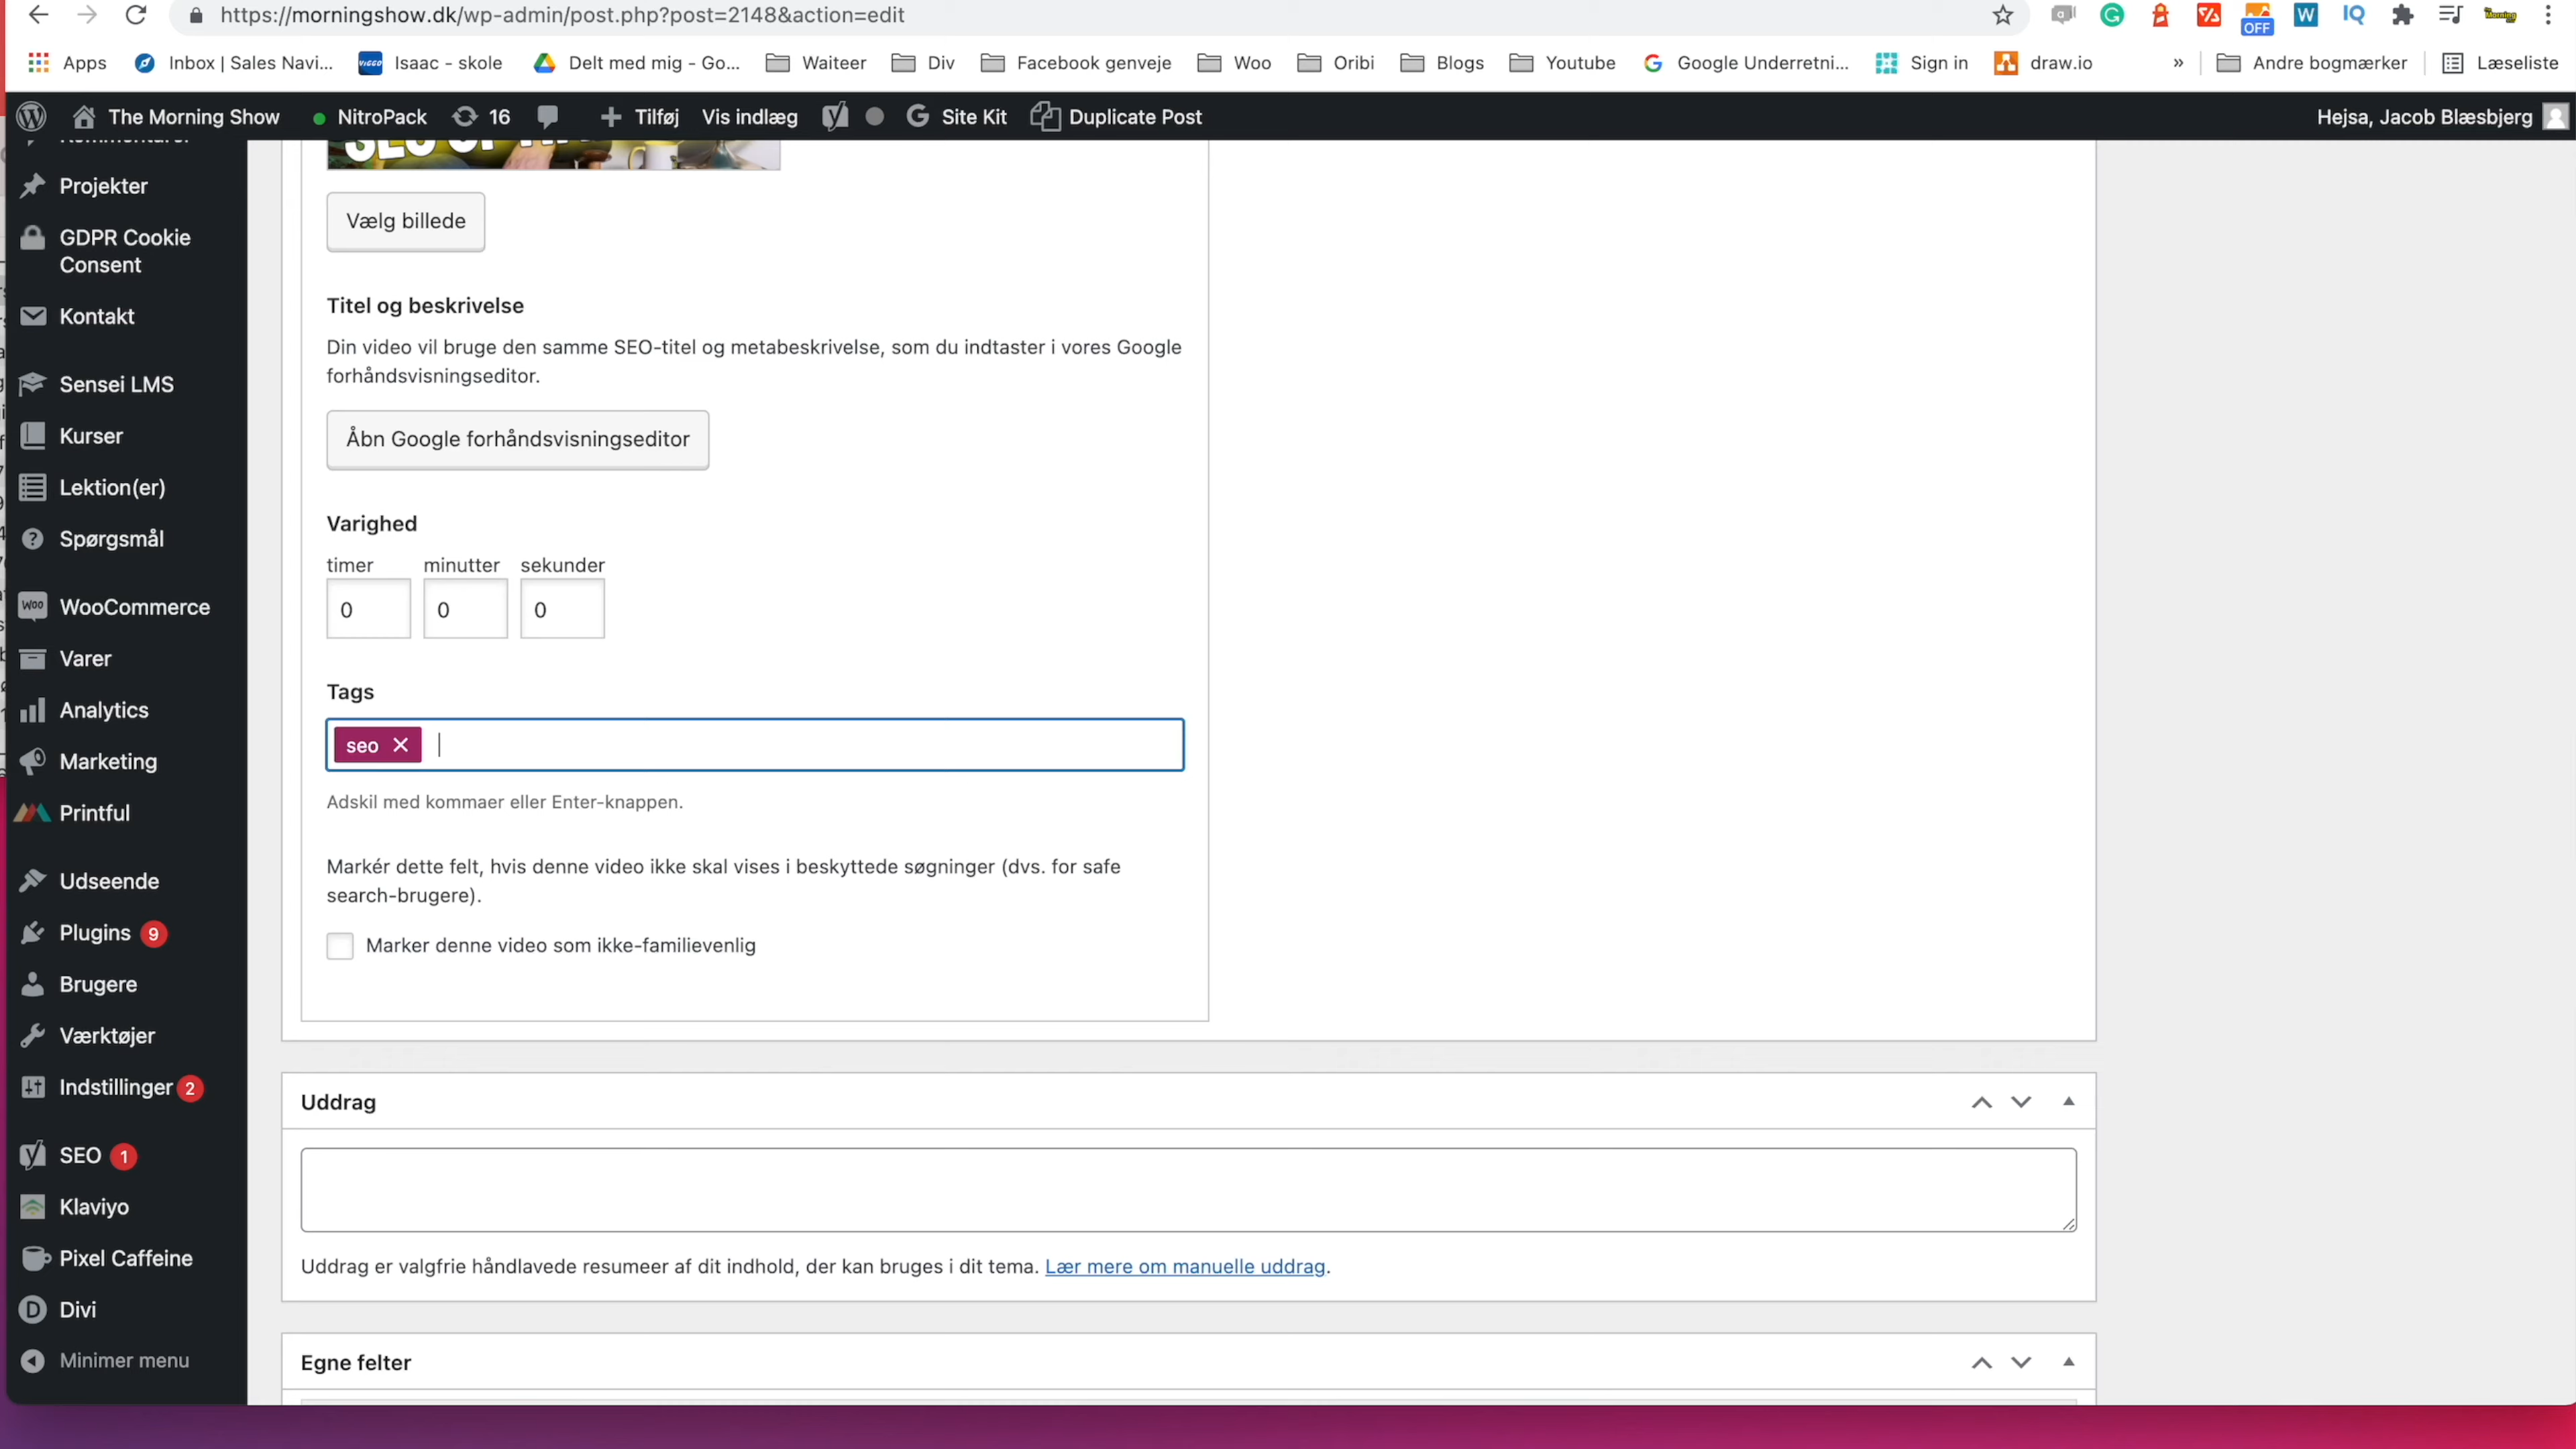 https://morningshow.dk/wp-admin/post.php?post=2148&action=edit
OFF
W
IQ
Morning
Apps
Inbox | Sales Navi...
VIGGO
Isaac - skole
Delt med mig - Go...
Waiteer
Div
Facebook genveje
Woo
Oribi
Blogs
Youtube
Google Underretni...
Sign in
draw.io
»
Andre bogmærker
Læseliste
The Morning Show
NitroPack
16
Tilføj
Vis indlæg
Site Kit
Duplicate Post
Hejsa, Jacob Blæsbjerg
Projekter
GDPR Cookie
Consent
Kontakt
Sensei LMS
Kurser
Lektion(er)
Spørgsmål
Woo
WooCommerce
Varer
Analytics
Marketing
Printful
Udseende
Plugins 9
Brugere
Værktøjer
Indstillinger 2
SEO 1
Klaviyo
Pixel Caffeine
Divi
Minimer menu
Vælg billede
Titel og beskrivelse
Din video vil bruge den samme SEO-titel og metabeskrivelse, som du indtaster i vores Google
forhåndsvisningseditor.
Åbn Google forhåndsvisningseditor
Varighed
timer minutter sekunder
0 0 0
Tags
seo ✕
Adskil med kommaer eller Enter-knappen.
Markér dette felt, hvis denne video ikke skal vises i beskyttede søgninger (dvs. for safe
search-brugere).
Marker denne video som ikke-familievenlig
Uddrag
Uddrag er valgfrie håndlavede resumeer af dit indhold, der kan bruges i dit tema. Lær mere om manuelle uddrag.
Egne felter